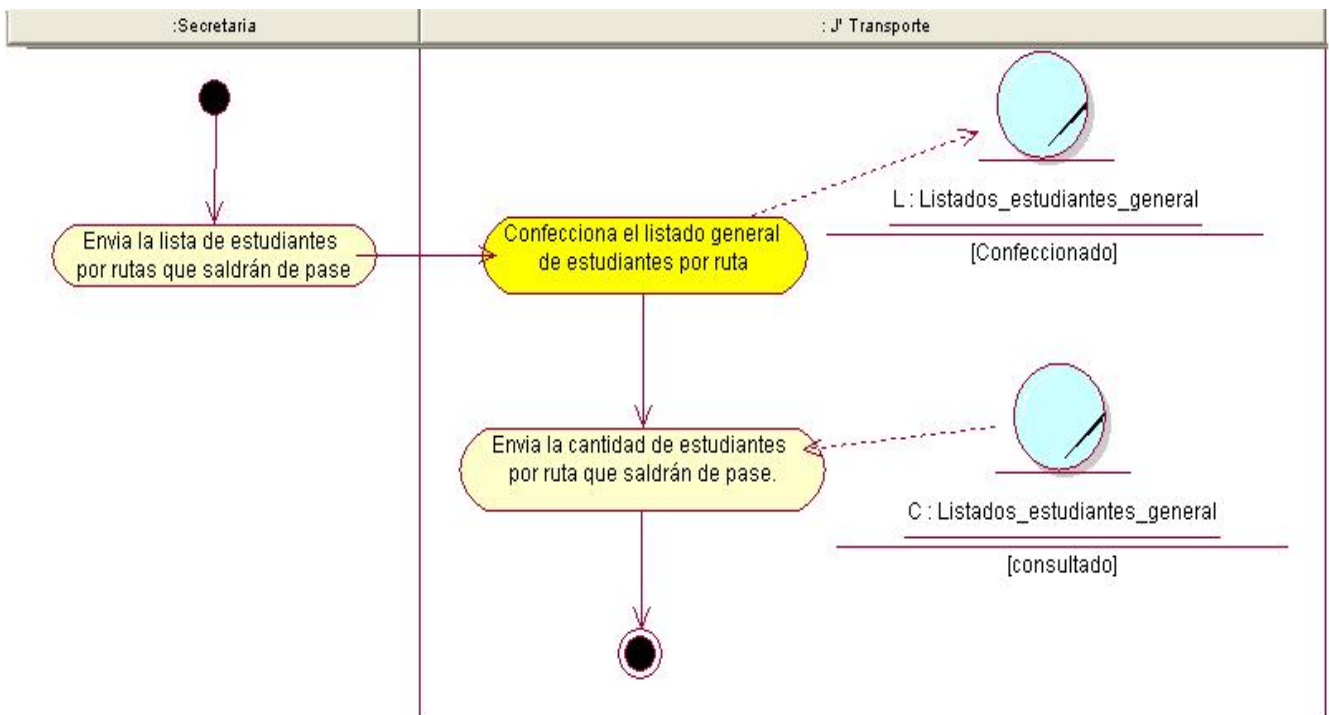 :Secretaria
: J' Transporte
Envia la lista de estudiantes
por rutas que saldrán de pase
Confecciona el listado general
de estudiantes por ruta
L : Listados_estudiantes_general
[Confeccionado]
Envia la cantidad de estudiantes
por ruta que saldrán de pase.
C : Listados_estudiantes_general
[consultado]